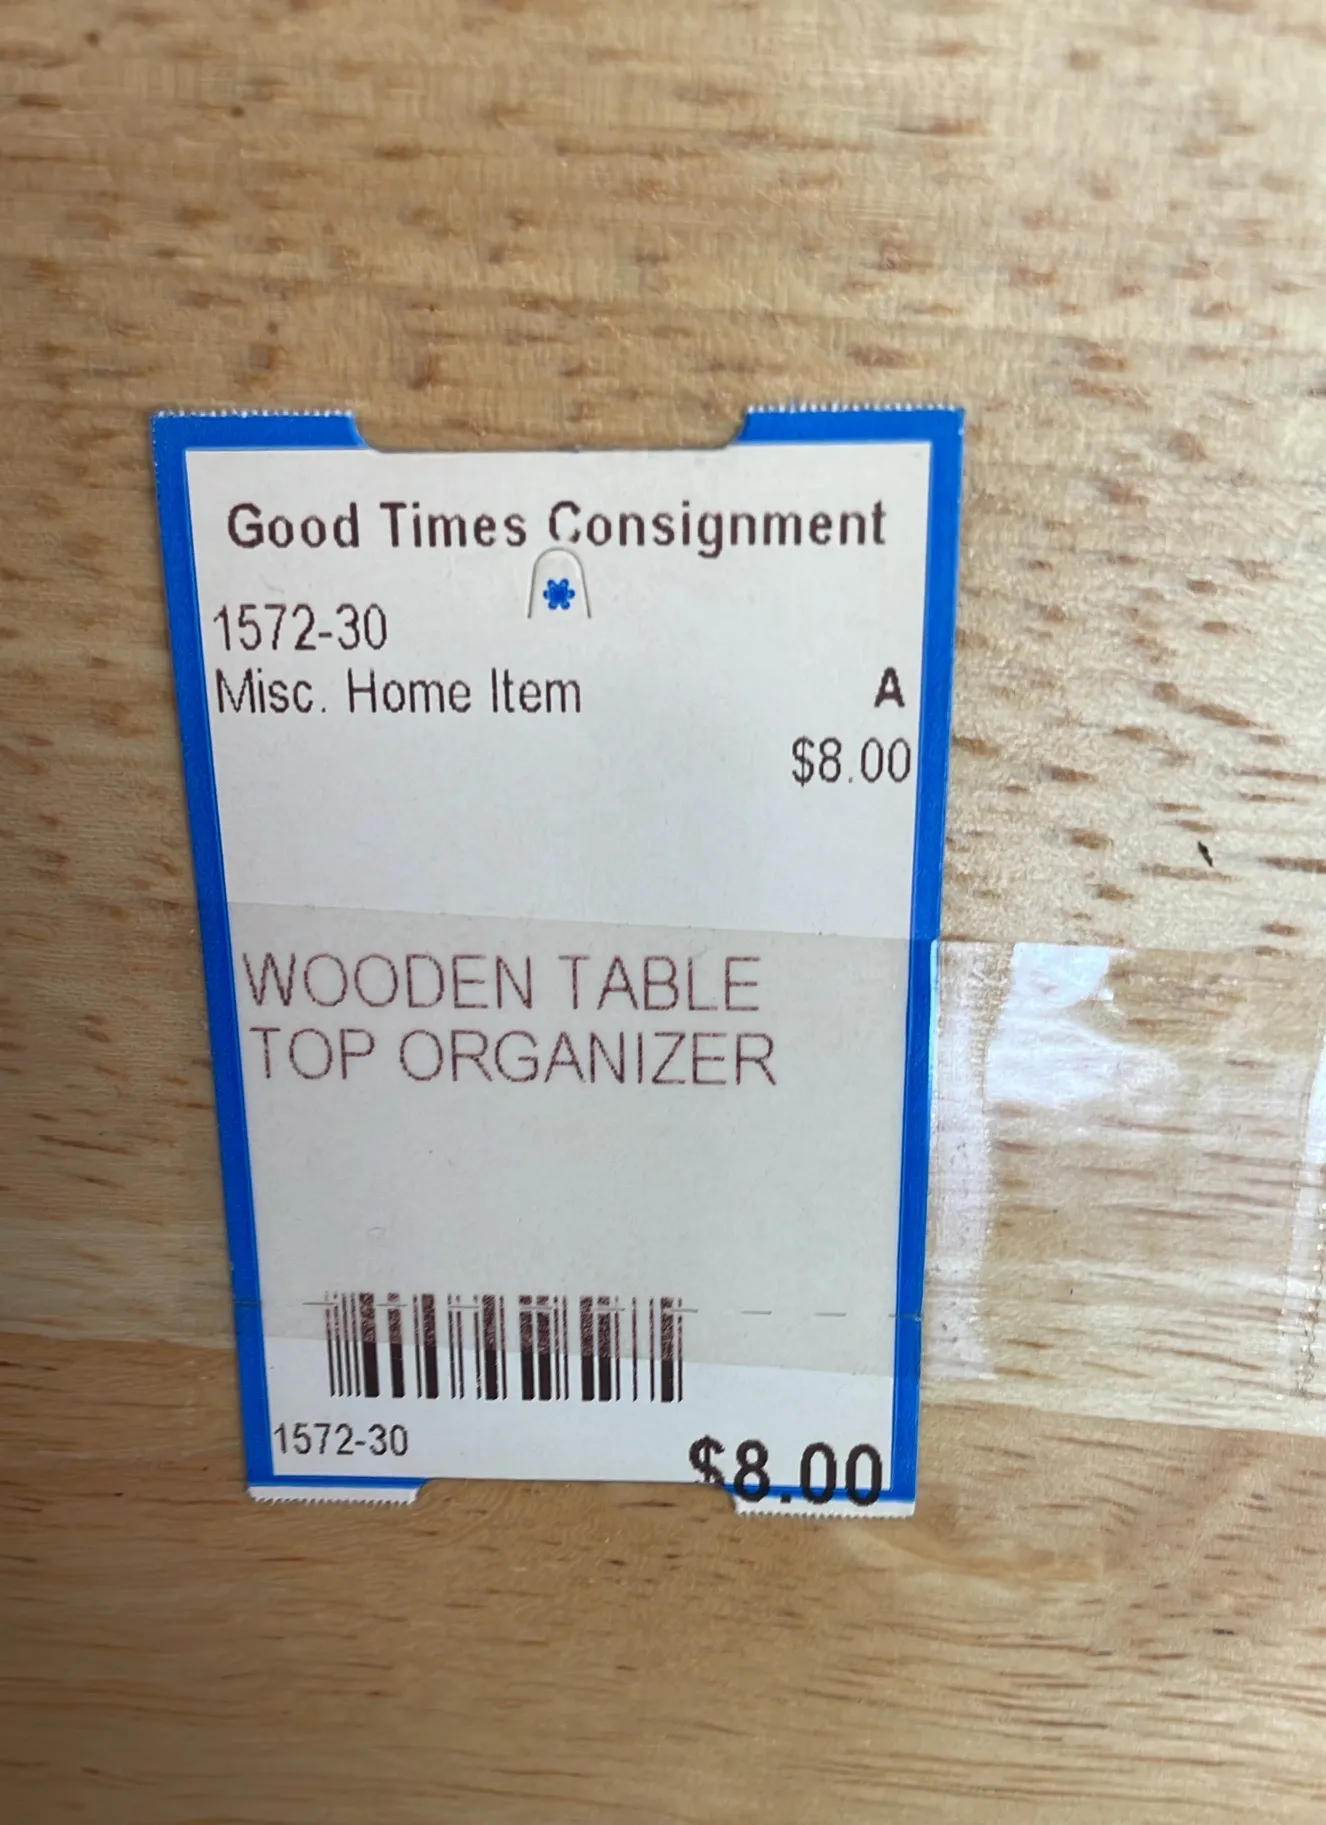 Good Times Consignment
1572-30
Misc. Home Item A
$8.00
WOODEN TABLE
TOP ORGANIZER
1572-30
$8.00